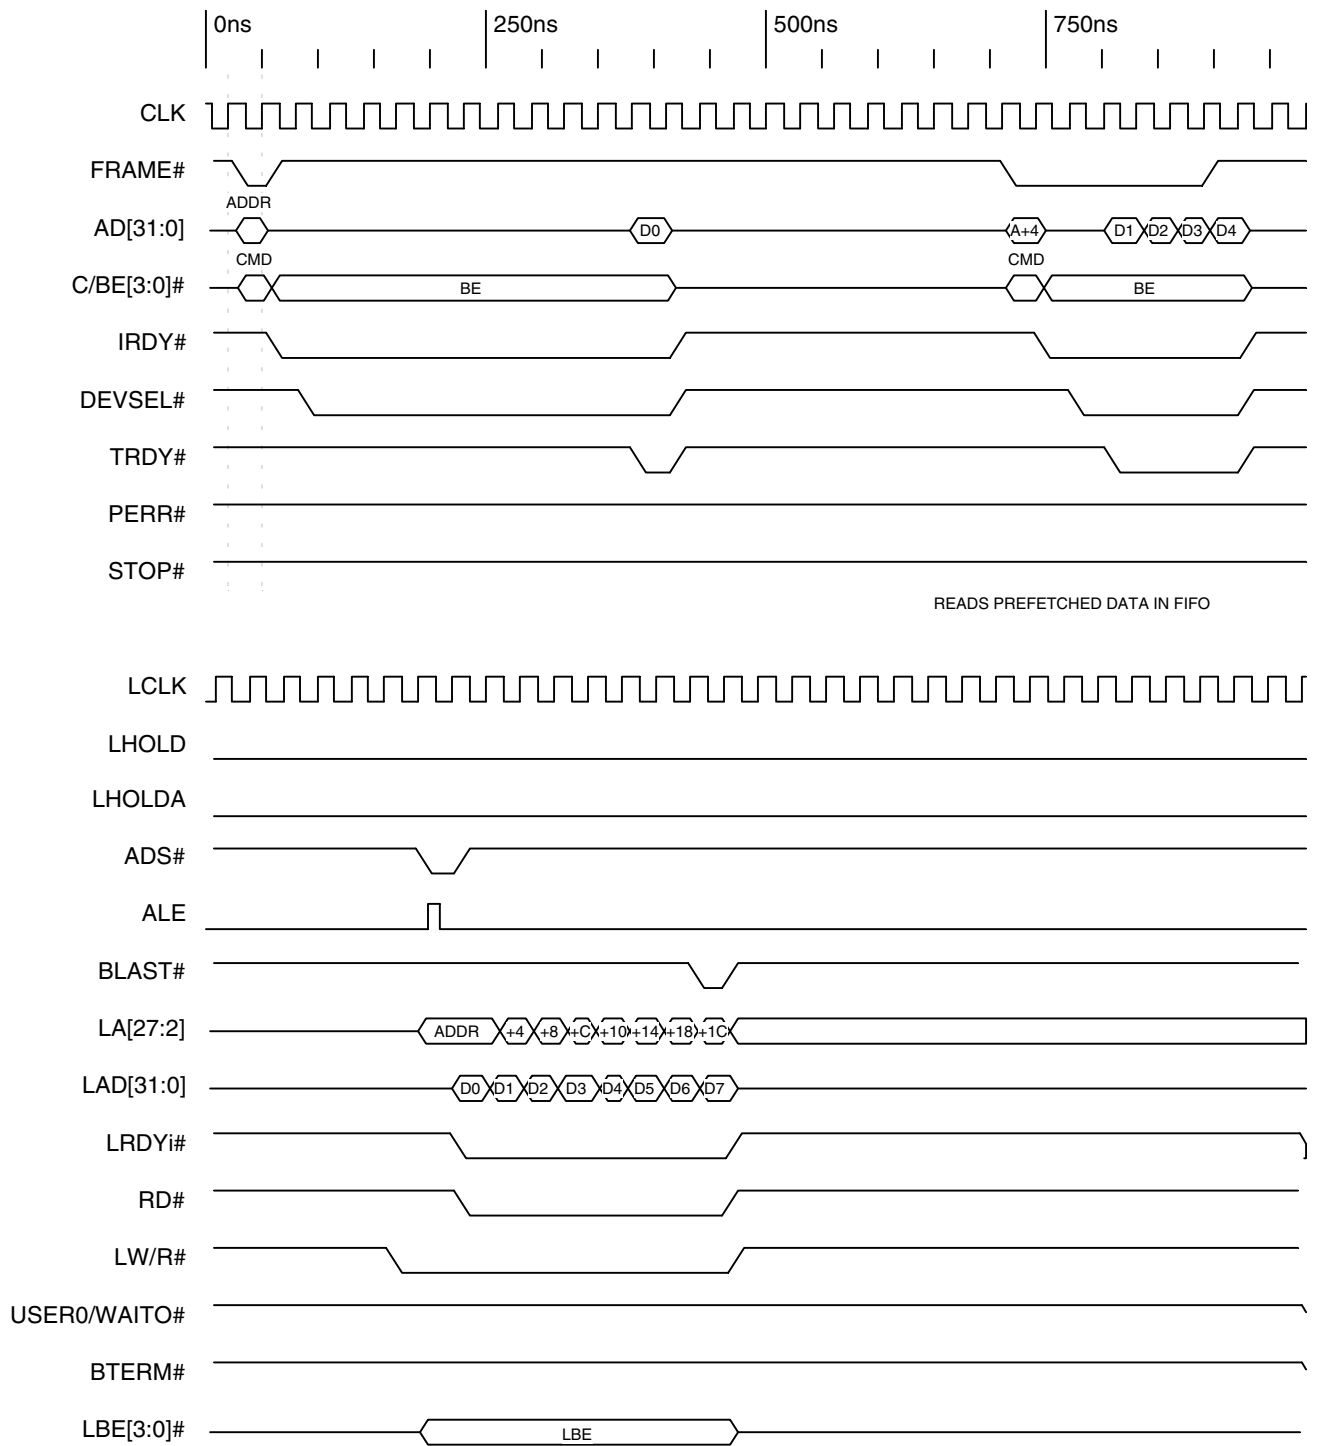 0ns 250ns 500ns 750ns
CLK
FRAME#
ADDR
AD[31:0] D0 A+4 D1 D2 D3 D4
CMD CMD
C/BE[3:0]# BE BE
IRDY#
DEVSEL#
TRDY#
PERR#
STOP#
READS PREFETCHED DATA IN FIFO
LCLK
LHOLD
LHOLDA
ADS#
ALE
BLAST#
LA[27:2] ADDR +4 +8 +C +10 +14 +18 +1C
LAD[31:0] D0 D1 D2 D3 D4 D5 D6 D7
LRDYi#
RD#
LW/R#
USER0/WAITO#
BTERM#
LBE[3:0]# LBE